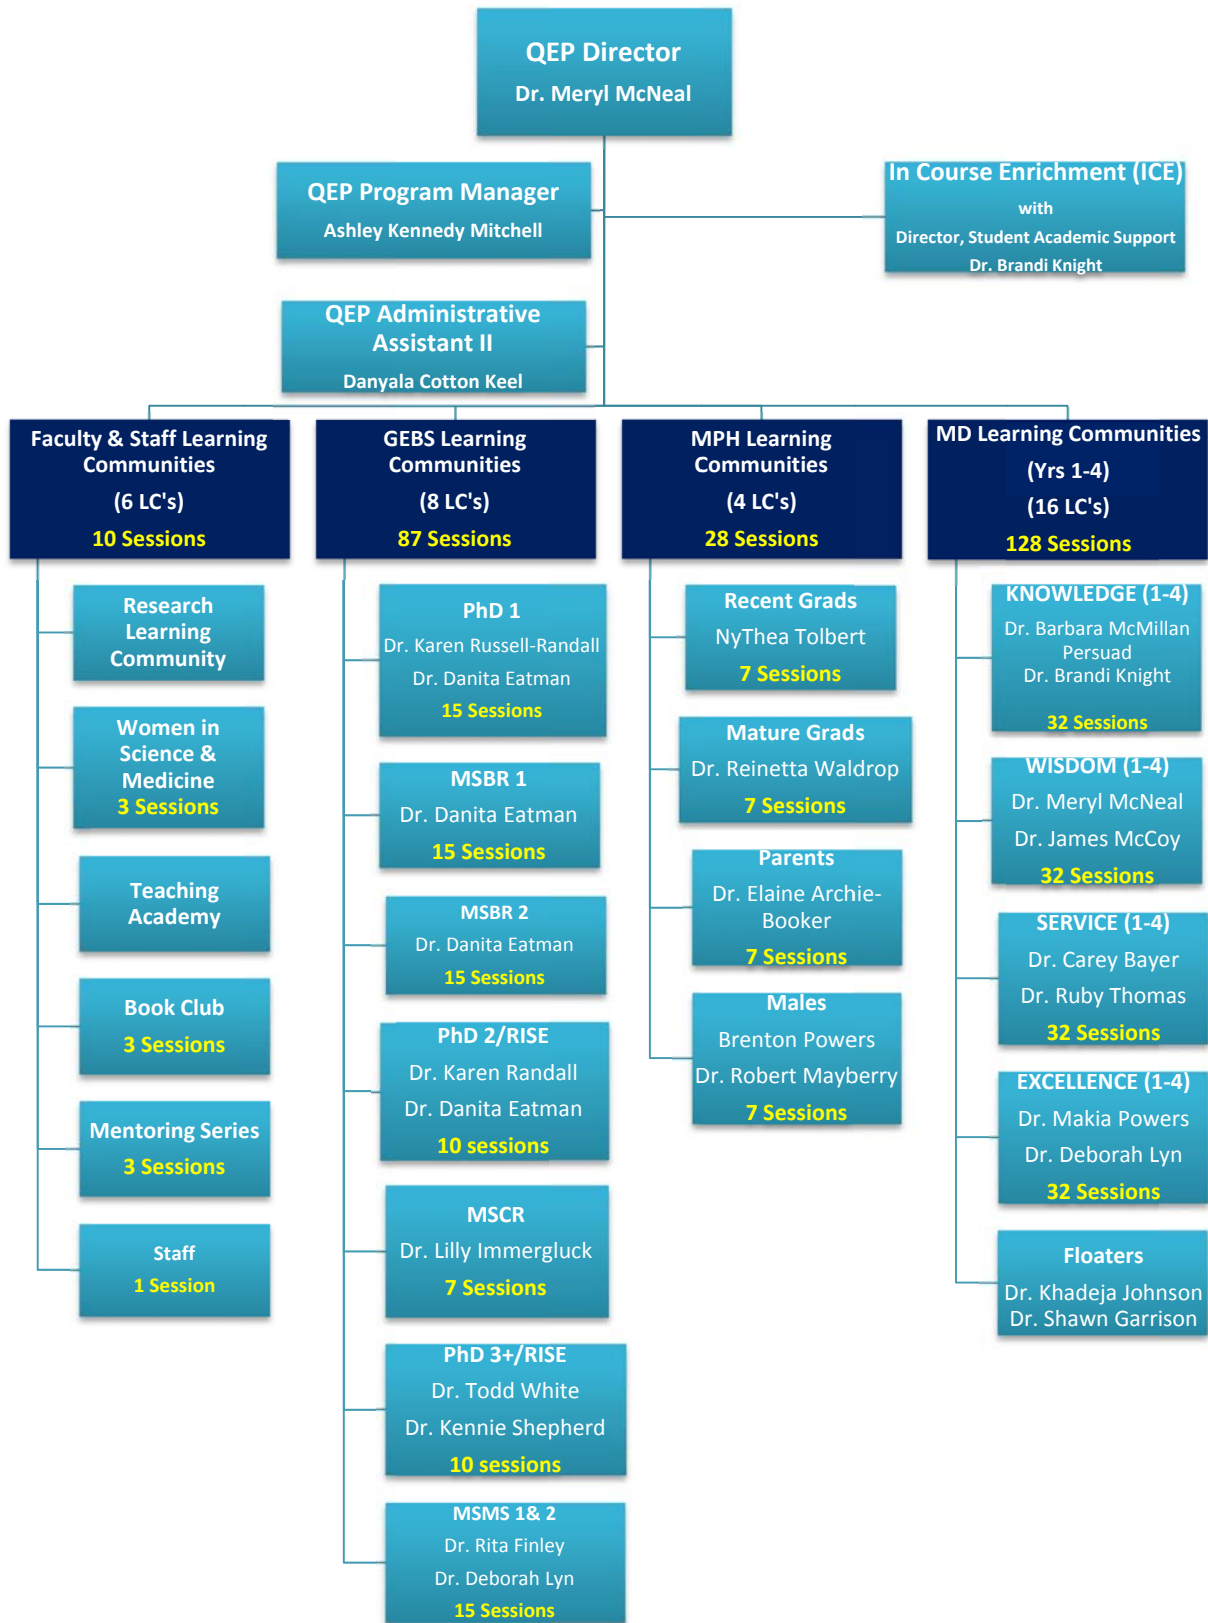 QEP Director
Dr. Meryl McNeal
QEP Program Manager
Ashley Kennedy Mitchell
In Course Enrichment (ICE)
with
Director, Student Academic Support
Dr. Brandi Knight
QEP Administrative
Assistant II
Danyala Cotton Keel
Faculty & Staff Learning
Communities
(6 LC's)
10 Sessions
Research
Learning
Community
Women in
Science &
Medicine
3 Sessions
Teaching
Academy
Book Club
3 Sessions
Mentoring Series
3 Sessions
Staff
1 Session
GEBS Learning
Communities
(8 LC's)
87 Sessions
PhD 1
Dr. Karen Russell-Randall
Dr. Danita Eatman
15 Sessions
MSBR 1
Dr. Danita Eatman
15 Sessions
MSBR 2
Dr. Danita Eatman
15 Sessions
PhD 2/RISE
Dr. Karen Randall
Dr. Danita Eatman
10 sessions
MSCR
Dr. Lilly Immergluck
7 Sessions
PhD 3+/RISE
Dr. Todd White
Dr. Kennie Shepherd
10 sessions
MSMS 1& 2
Dr. Rita Finley
Dr. Deborah Lyn
15 Sessions
MPH Learning
Communities
(4 LC's)
28 Sessions
Recent Grads
NyThea Tolbert
7 Sessions
Mature Grads
Dr. Reinetta Waldrop
7 Sessions
Parents
Dr. Elaine Archie-
Booker
7 Sessions
Males
Brenton Powers
Dr. Robert Mayberry
7 Sessions
MD Learning Communities
(Yrs 1-4)
(16 LC's)
128 Sessions
KNOWLEDGE (1-4)
Dr. Barbara McMillan
Persuad
Dr. Brandi Knight
32 Sessions
WISDOM (1-4)
Dr. Meryl McNeal
Dr. James McCoy
32 Sessions
SERVICE (1-4)
Dr. Carey Bayer
Dr. Ruby Thomas
32 Sessions
EXCELLENCE (1-4)
Dr. Makia Powers
Dr. Deborah Lyn
32 Sessions
Floaters
Dr. Khadeja Johnson
Dr. Shawn Garrison